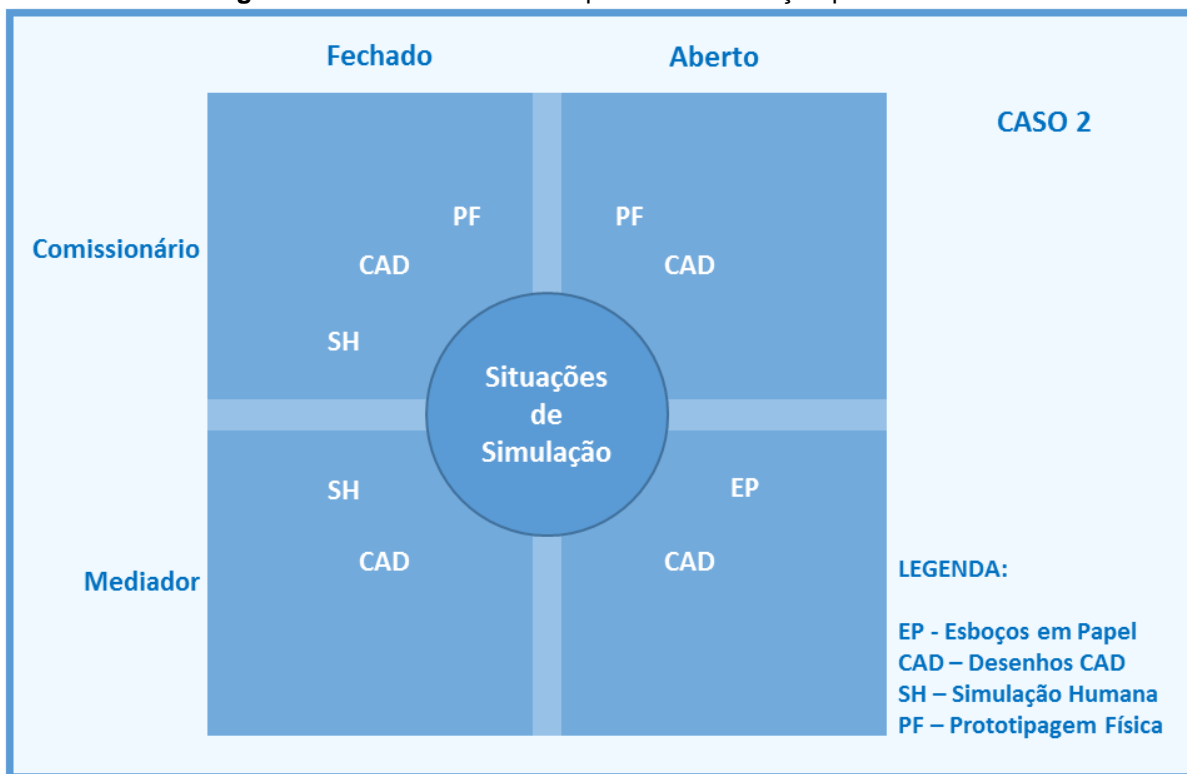 Fechado
Aberto
CASO 2
Comissionário
PF
PF
CAD
CAD
SH
Situações
de
Simulação
Mediador
SH
EP
CAD
CAD
LEGENDA:
EP - Esboços em Papel
CAD – Desenhos CAD
SH – Simulação Humana
PF – Prototipagem Física